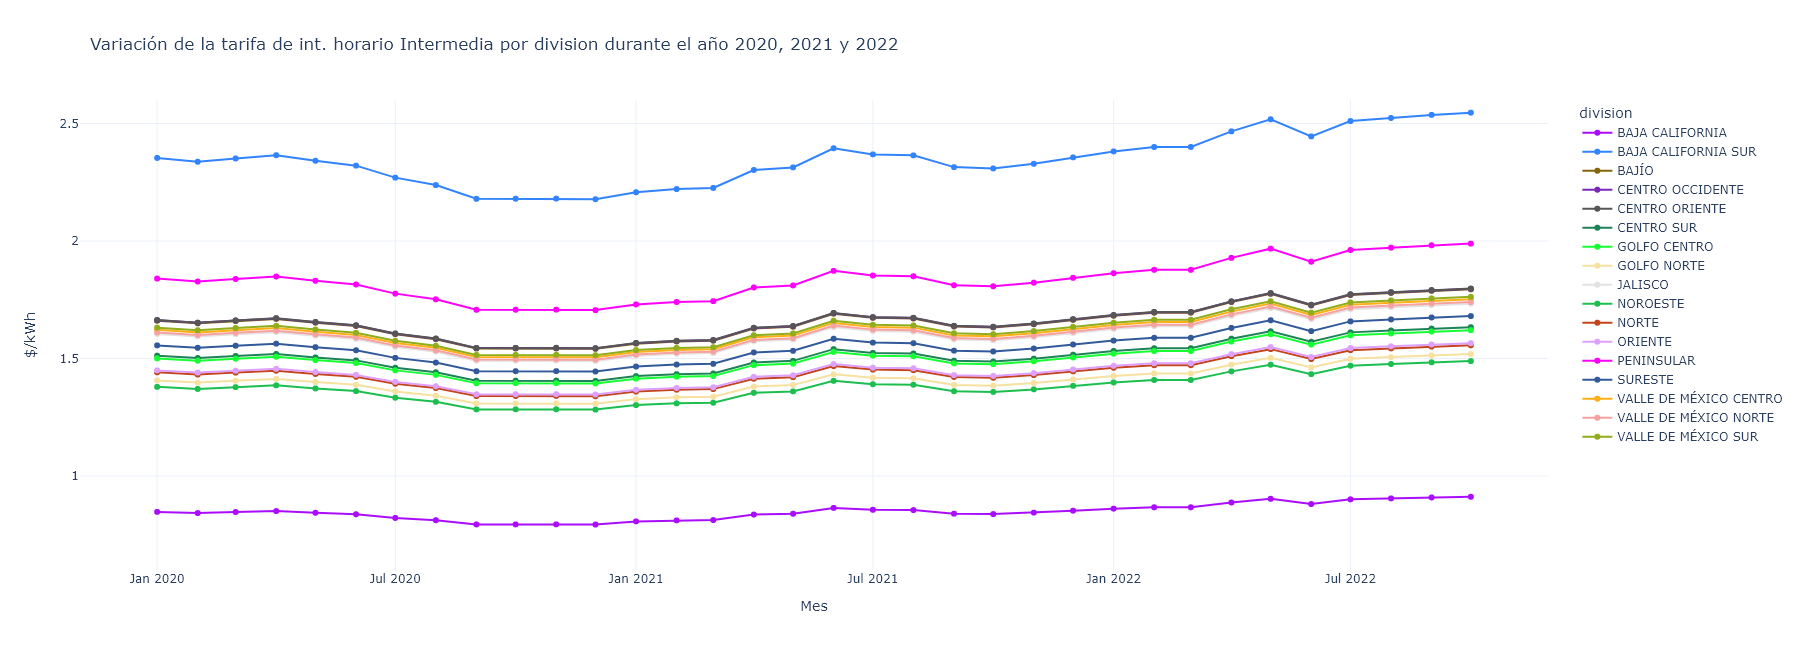 Variación de la tarifa de int. horario Intermedia por division durante el año 2020, 2021 y 2022
2.5
2
1.5
1
$/kWh
Jan 2020
Jul 2020
Jan 2021
Jul 2021
Jan 2022
Jul 2022
Mes
division
BAJA CALIFORNIA
BAJA CALIFORNIA SUR
BAJÍO
CENTRO OCCIDENTE
CENTRO ORIENTE
CENTRO SUR
GOLFO CENTRO
GOLFO NORTE
JALISCO
NOROESTE
NORTE
ORIENTE
PENINSULAR
SURESTE
VALLE DE MÉXICO CENTRO
VALLE DE MÉXICO NORTE
VALLE DE MÉXICO SUR